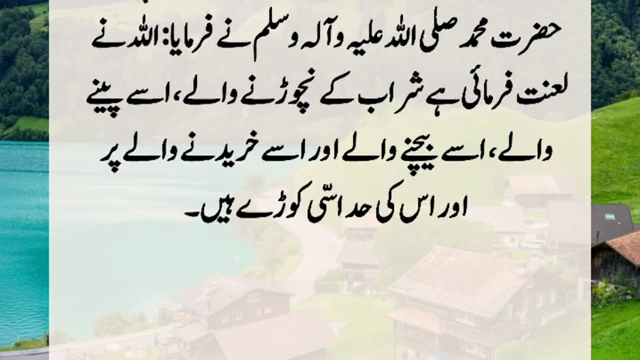 حضرت محمد صلی اللہ علیہ وآلہ وسلم نے فرمایا: اللہ نے
لعنت فرمائی ہے شراب کے نچوڑنے والے، اسے پینے
والے، اسے بیچنے والے اور اسے خریدنے والے پر
اور اس کی حد اسّی کوڑے ہیں۔